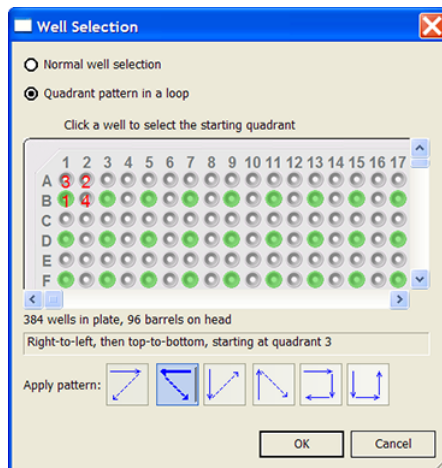 Well Selection
Normal well selection
Quadrant pattern in a loop
Click a well to select the starting quadrant
1 2 3 4 5 6 7 8 9 10 11 12 13 14 15 16 17
A 3 2
B 1 4
C
D
E
F
384 wells in plate, 96 barrels on head
Right-to-left, then top-to-bottom, starting at quadrant 3
Apply pattern:
OK Cancel